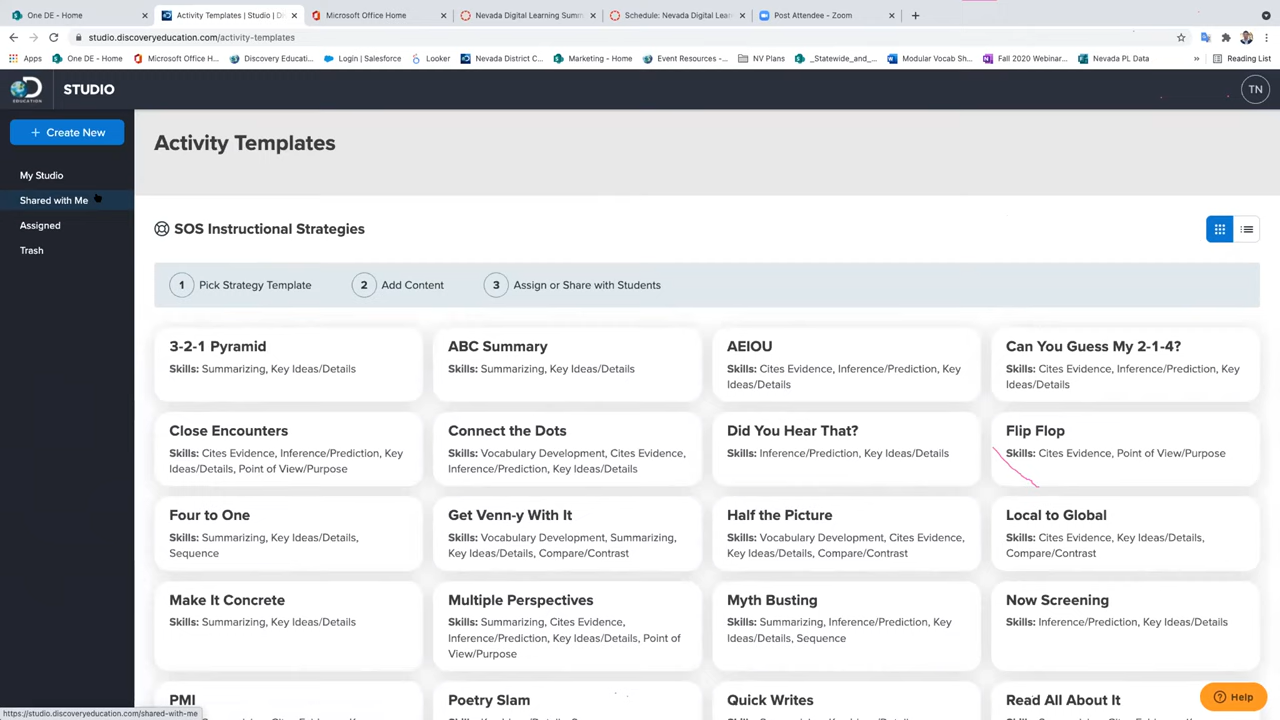 One DE - Home
Activity Templates | Studio | Di
Microsoft Office Home
Nevada Digital Learning Summ
Schedule: Nevada Digital Lear
Post Attendee - Zoom
studio.discoveryeducation.com/activity-templates
Apps
One DE - Home
Microsoft Office H...
Discovery Educati...
Login | Salesforce
Looker
Nevada District C...
Marketing - Home
Event Resources -...
NV Plans
_Statewide_and_...
Modular Vocab Sh...
Fall 2020 Webinar...
Nevada PL Data
»
Reading List
EDUCATION
STUDIO
TN
+ Create New
My Studio
Shared with Me
Assigned
Trash
Activity Templates
SOS Instructional Strategies
1 Pick Strategy Template
2 Add Content
3 Assign or Share with Students
3-2-1 Pyramid
Skills: Summarizing, Key Ideas/Details
ABC Summary
Skills: Summarizing, Key Ideas/Details
AEIOU
Skills: Cites Evidence, Inference/Prediction, Key
Ideas/Details
Can You Guess My 2-1-4?
Skills: Cites Evidence, Inference/Prediction, Key
Ideas/Details
Close Encounters
Skills: Cites Evidence, Inference/Prediction, Key
Ideas/Details, Point of View/Purpose
Connect the Dots
Skills: Vocabulary Development, Cites Evidence,
Inference/Prediction, Key Ideas/Details
Did You Hear That?
Skills: Inference/Prediction, Key Ideas/Details
Flip Flop
Skills: Cites Evidence, Point of View/Purpose
Four to One
Skills: Summarizing, Key Ideas/Details,
Sequence
Get Venn-y With It
Skills: Vocabulary Development, Summarizing,
Key Ideas/Details, Compare/Contrast
Half the Picture
Skills: Vocabulary Development, Cites Evidence,
Key Ideas/Details, Compare/Contrast
Local to Global
Skills: Cites Evidence, Key Ideas/Details,
Compare/Contrast
Make It Concrete
Skills: Summarizing, Key Ideas/Details
Multiple Perspectives
Skills: Summarizing, Cites Evidence,
Inference/Prediction, Key Ideas/Details, Point of
View/Purpose
Myth Busting
Skills: Summarizing, Inference/Prediction, Key
Ideas/Details, Sequence
Now Screening
Skills: Inference/Prediction, Key Ideas/Details
PMI
Poetry Slam
Quick Writes
Read All About It
Help
https://studio.discoveryeducation.com/shared-with-me